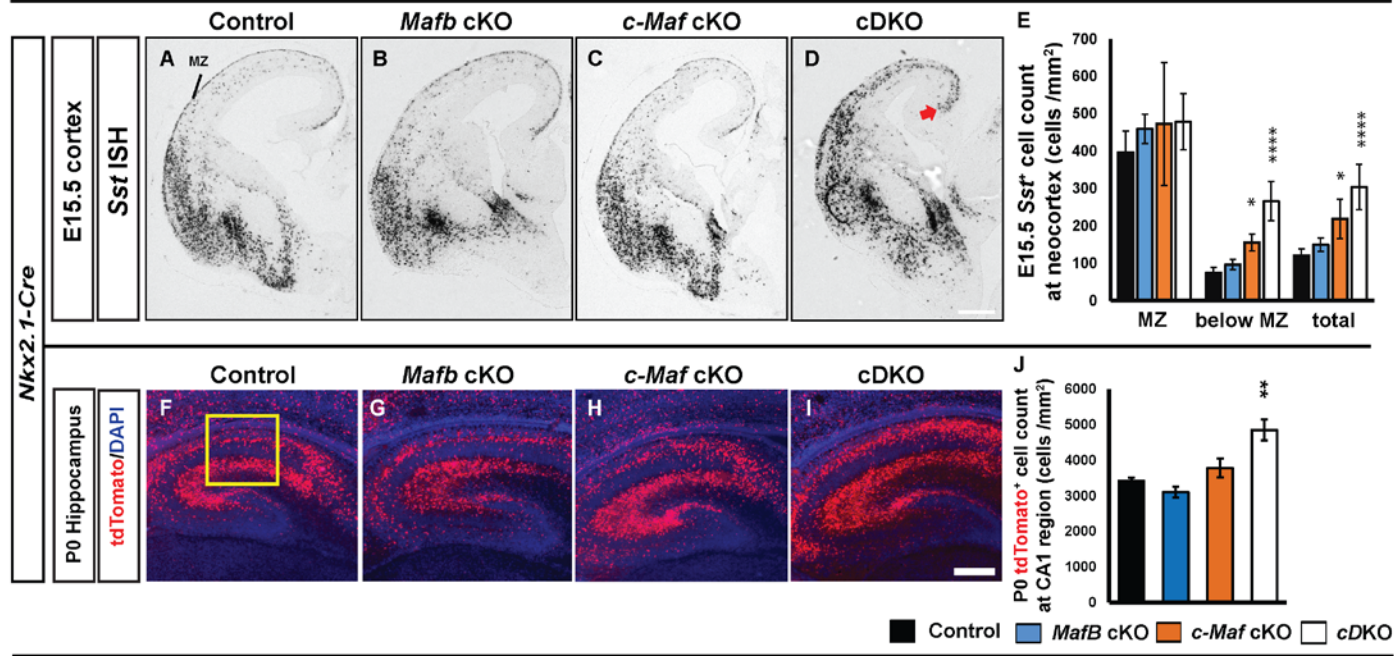 Control
Mafb cKO
c-Maf cKO
cDKO
Nkx2.1-Cre
E15.5 cortex
Sst ISH
A
MZ
B
C
D
E
E15.5 Sst+ cell count
at neocortex (cells /mm2)
700
600
500
400
300
200
100
0
*
****
*
****
MZ
below MZ
total
Control
Mafb cKO
c-Maf cKO
cDKO
P0 Hippocampus
tdTomato/DAPI
F
G
H
I
J
P0 tdTomato+ cell count
at CA1 region (cells /mm2)
6000
5000
4000
3000
2000
1000
0
**
Control
MafB cKO
c-Maf cKO
cDKO